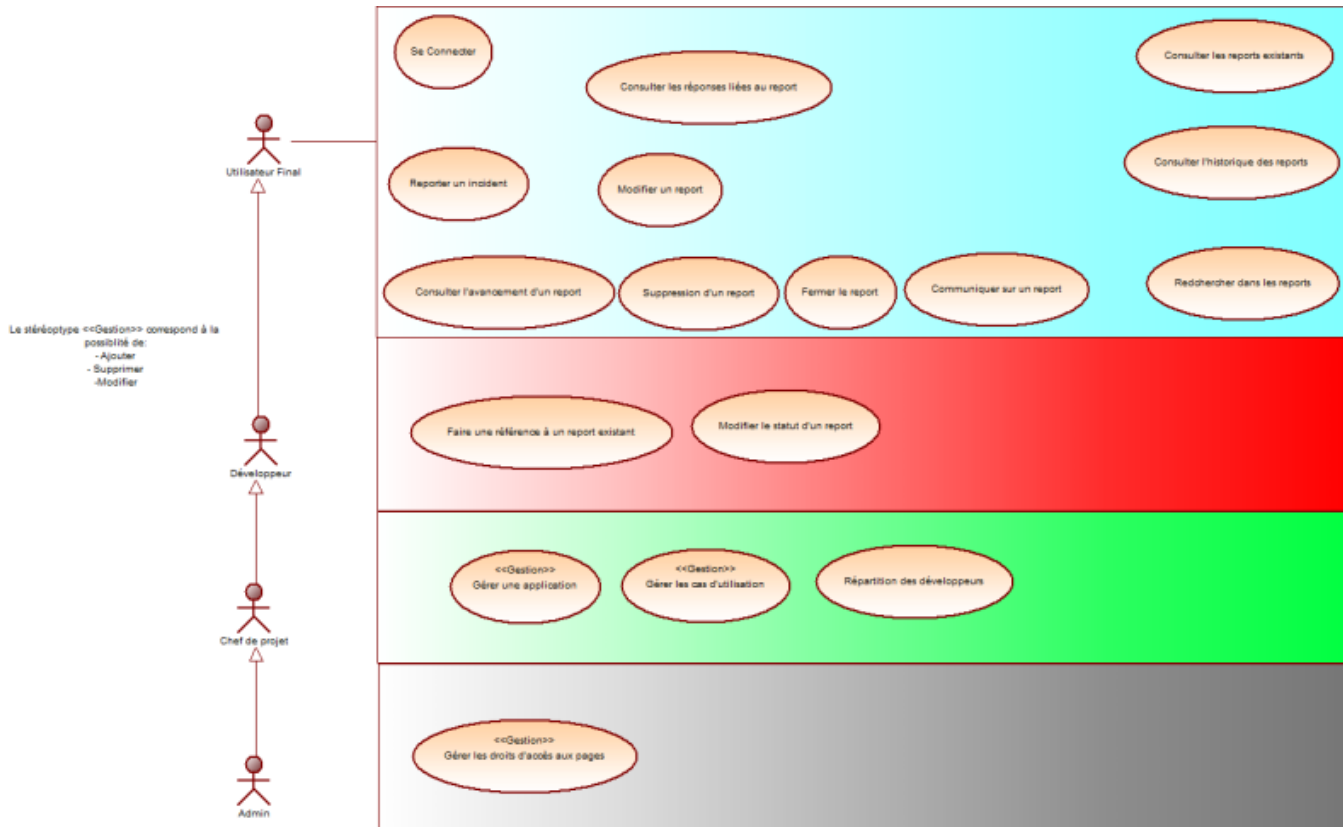 Se Connecter
Consulter les réponses liées au report
Consulter les reports existants
Utilisateur Final
Reporter un incident
Modifier un report
Consulter l'historique des reports
Consulter l'avancement d'un report
Suppression d'un report
Fermer le report
Communiquer sur un report
Redchercher dans les reports
Le stéréoptype <<Gestion>> correspond à la
possiblité de:
- Ajouter
- Supprimer
-Modifier
Développeur
Faire une référence à un report existant
Modifier le statut d'un report
Chef de projet
<<Gestion>>
Gérer une application
<<Gestion>>
Gérer les cas d'utilisation
Répartition des développeurs
Admin
<<Gestion>>
Gérer les droits d'accès aux pages